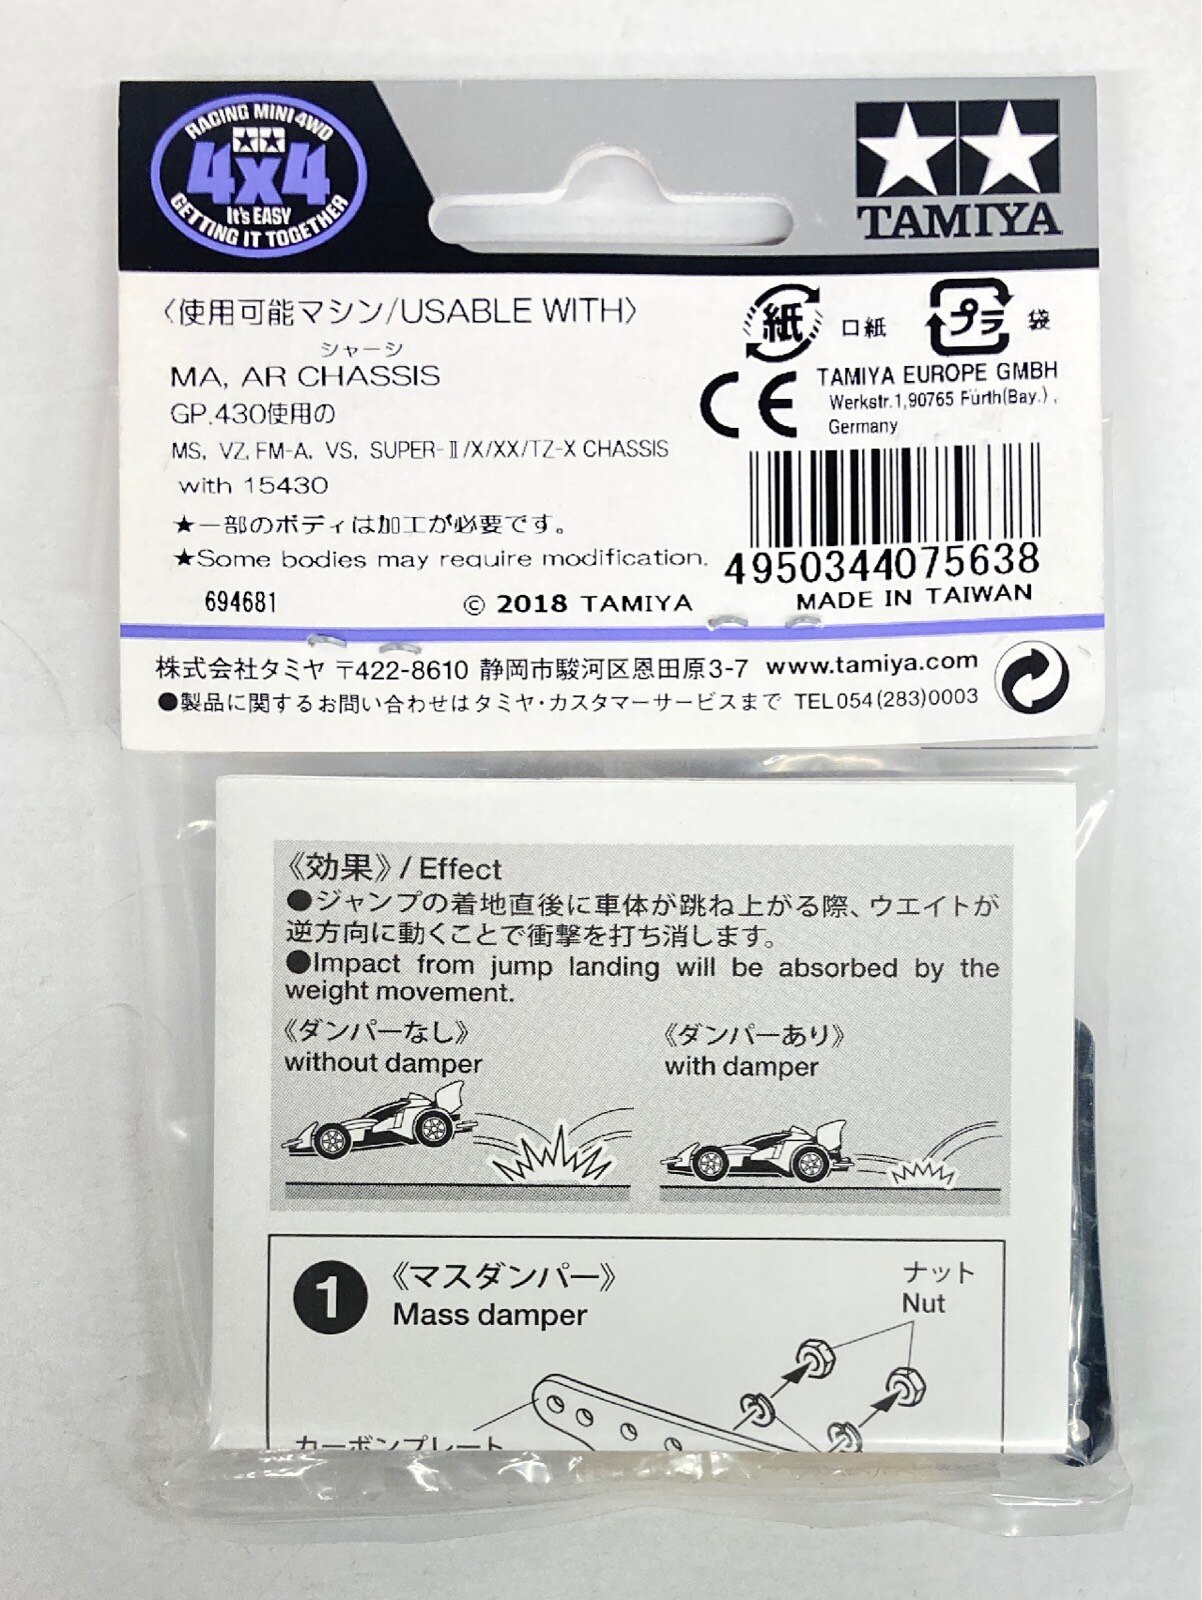 RACING MINI 4WD
4x4
It's EASY
GETTING IT TOGETHER
TAMIYA
〈使用可能マシン/USABLE WITH〉
シャーシ
MA, AR CHASSIS
GP.430使用の
MS, VZ, FM-A, VS, SUPER-Ⅱ/X/XX/TZ-X CHASSIS
with 15430
★一部のボディは加工が必要です。
★Some bodies may require modification.
694681
© 2018 TAMIYA
紙
口紙
プラ
袋
CE
TAMIYA EUROPE GMBH
Werkstr.1,90765 Fürth(Bay.),
Germany
4950344075638
MADE IN TAIWAN
株式会社タミヤ 〒422-8610 静岡市駿河区恩田原3-7 www.tamiya.com
●製品に関するお問い合わせはタミヤ・カスタマーサービスまで TEL054(283)0003
《効果》/ Effect
●ジャンプの着地直後に車体が跳ね上がる際、ウエイトが
逆方向に動くことで衝撃を打ち消します。
●Impact from jump landing will be absorbed by the
weight movement.
《ダンパーなし》
without damper
《ダンパーあり》
with damper
1
《マスダンパー》
Mass damper
ナット
Nut
カーボンプレート